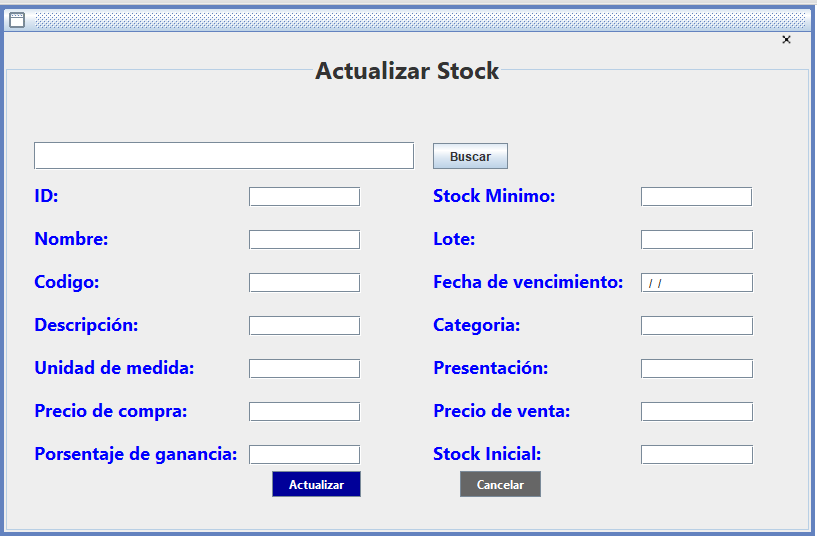 Actualizar Stock
Buscar
ID: Stock Minimo:
Nombre: Lote:
Codigo: Fecha de vencimiento: / /
Descripción: Categoria:
Unidad de medida: Presentación:
Precio de compra: Precio de venta:
Porsentaje de ganancia: Stock Inicial:
Actualizar Cancelar